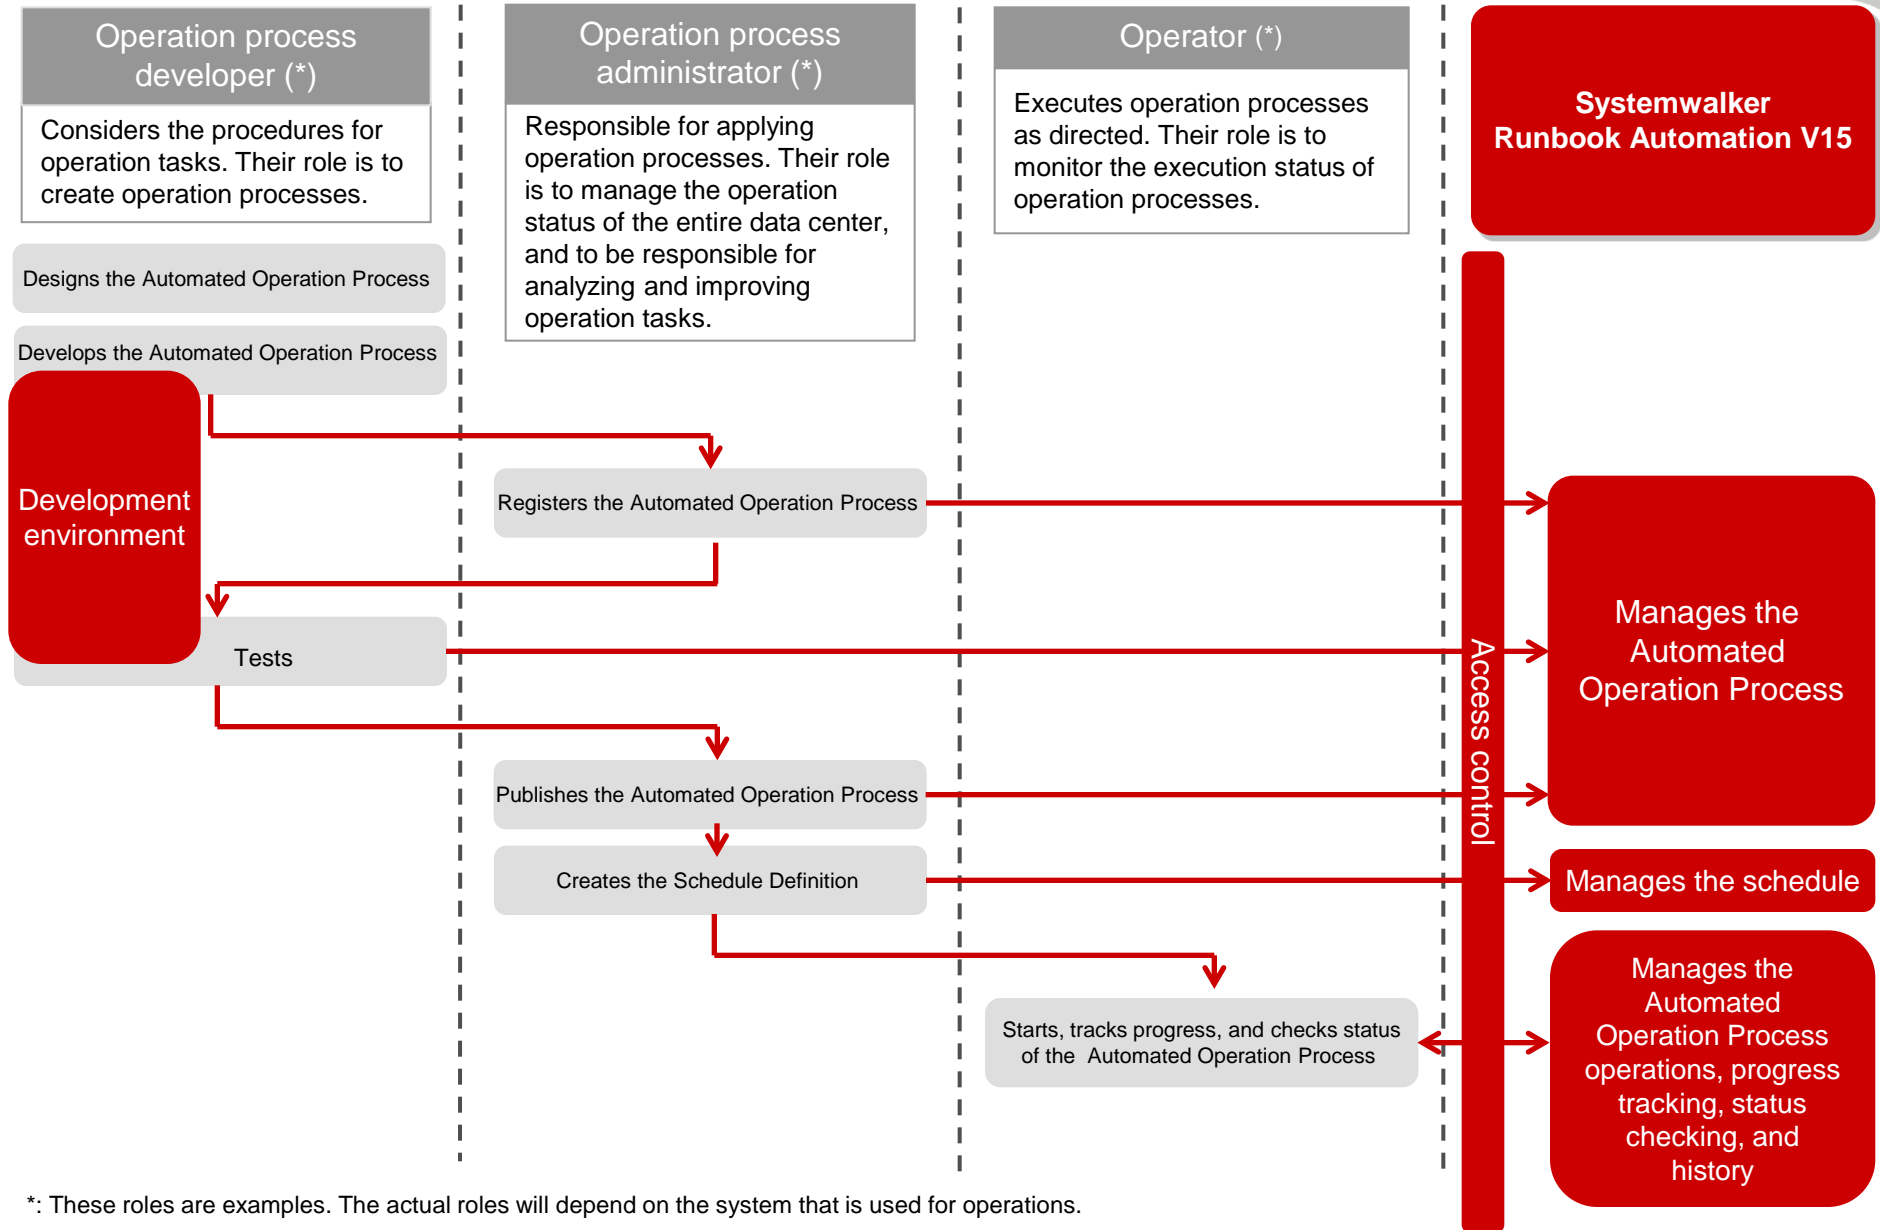 Operation process
developer (*)
Considers the procedures for
operation tasks. Their role is to
create operation processes.
Operation process
administrator (*)
Responsible for applying
operation processes. Their role
is to manage the operation
status of the entire data center,
and to be responsible for
analyzing and improving
operation tasks.
Operator (*)
Executes operation processes
as directed. Their role is to
monitor the execution status of
operation processes.
Systemwalker
Runbook Automation V15
Designs the Automated Operation Process
Develops the Automated Operation Process
Development
environment
Registers the Automated Operation Process
Tests
Publishes the Automated Operation Process
Creates the Schedule Definition
Starts, tracks progress, and checks status
of the Automated Operation Process
Access control
Manages the
Automated
Operation Process
Manages the schedule
Manages the
Automated
Operation Process
operations, progress
tracking, status
checking, and
history
*: These roles are examples. The actual roles will depend on the system that is used for operations.